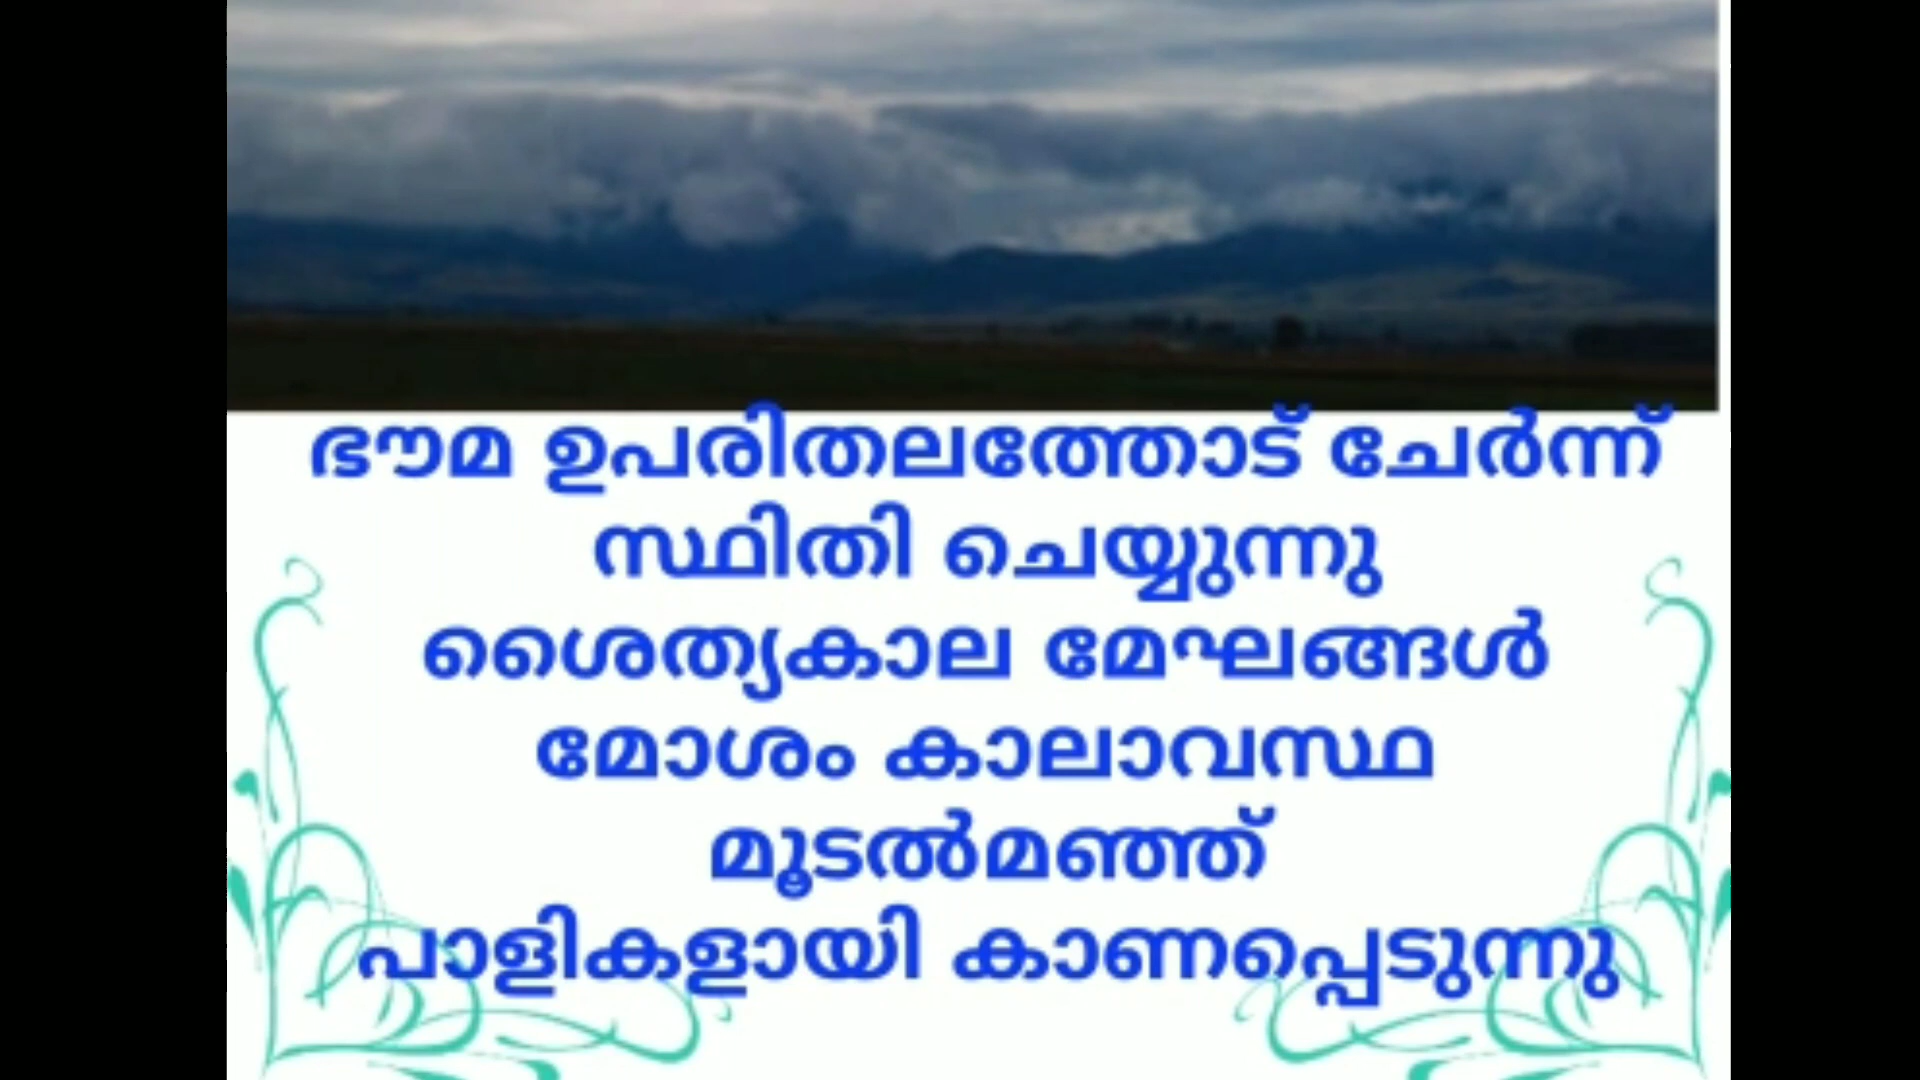 ഭൗമ ഉപരിതലത്തോട് ചേർന്ന്
സ്ഥിതി ചെയ്യുന്നു
ശൈത്യകാല മേഘങ്ങൾ
മോശം കാലാവസ്ഥ
മൂടൽമഞ്ഞ്
പാളികളായി കാണപ്പെടുന്നു